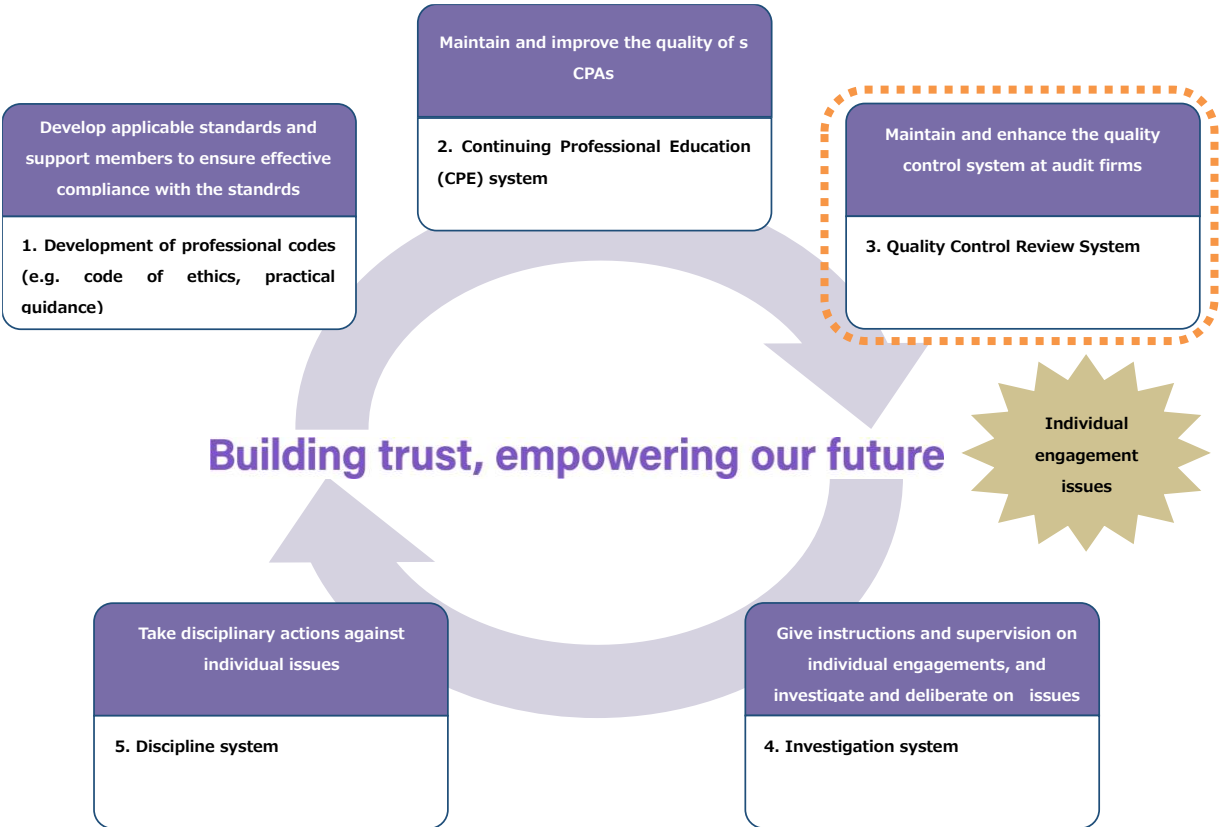 Maintain and improve the quality of s
CPAs
2. Continuing Professional Education
(CPE) system
Develop applicable standards and
support members to ensure effective
compliance with the standrds
1. Development of professional codes
(e.g. code of ethics, practical
guidance)
Maintain and enhance the quality
control system at audit firms
3. Quality Control Review System
Individual
engagement
issues
Building trust, empowering our future
Take disciplinary actions against
individual issues
5. Discipline system
Give instructions and supervision on
individual engagements, and
investigate and deliberate on issues
4. Investigation system